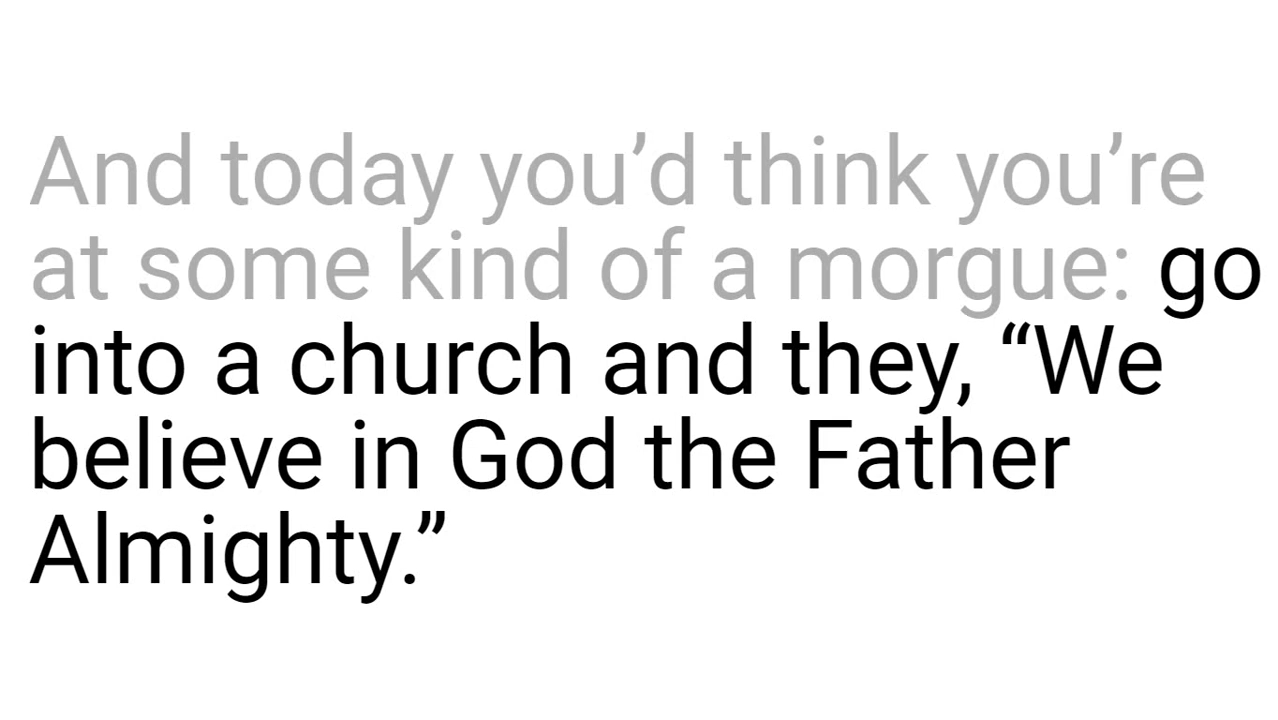 And today you’d think you’re
at some kind of a morgue: go
into a church and they, “We
believe in God the Father
Almighty.”